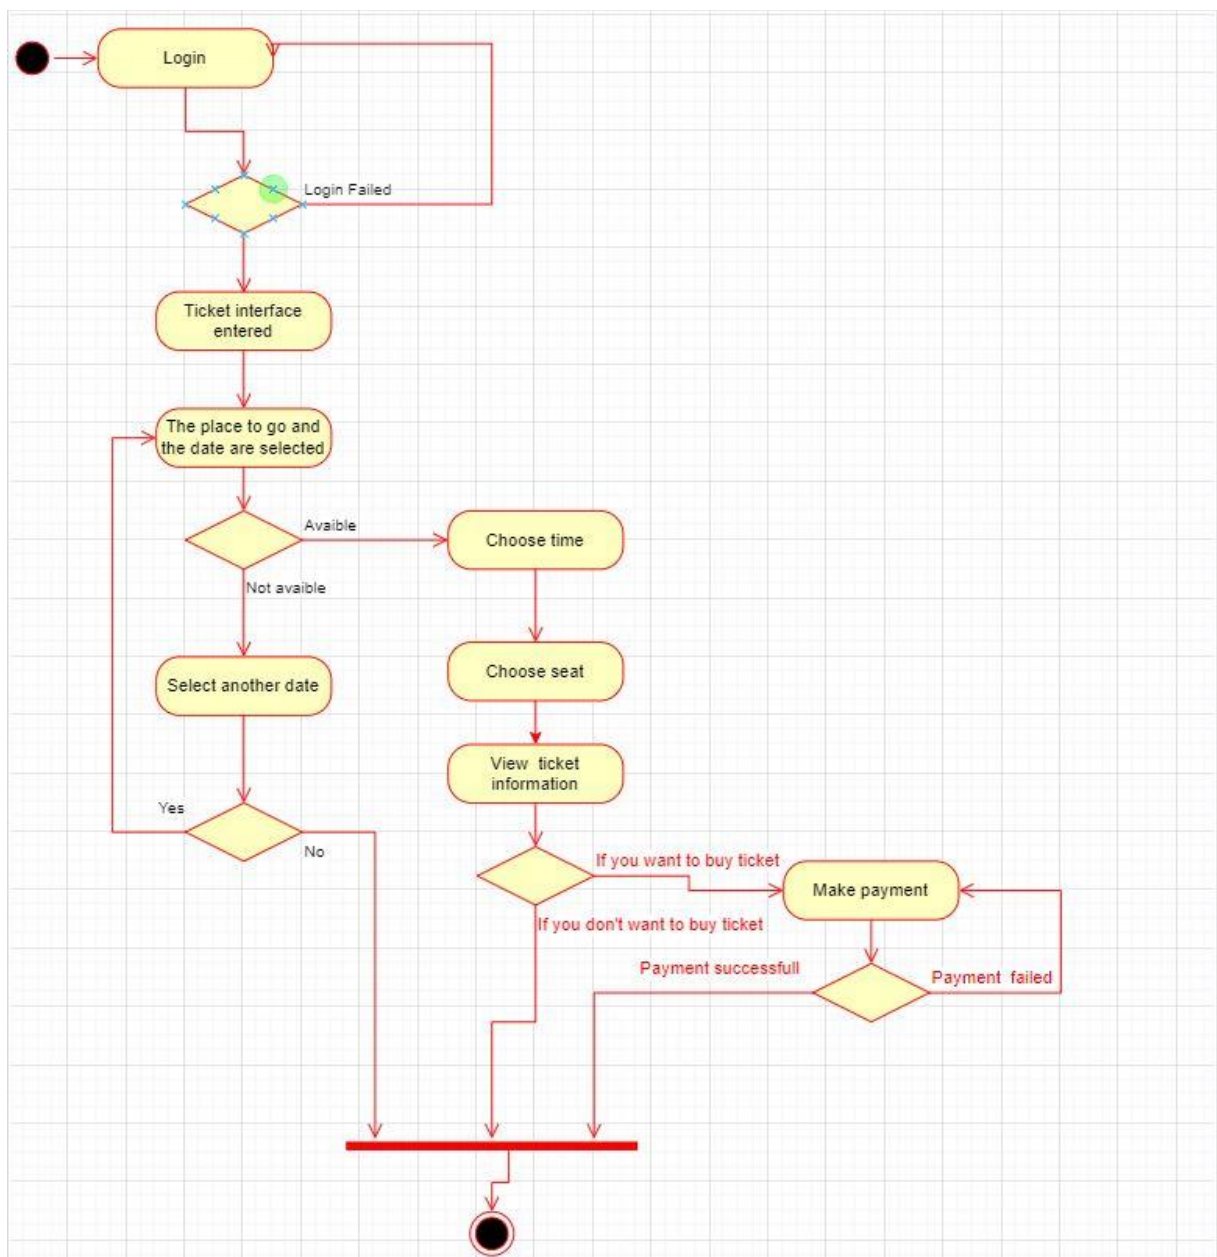 Login
Login Failed
Ticket interface
entered
The place to go and
the date are selected
Avaible
Choose time
Not avaible
Choose seat
Select another date
View ticket
information
Yes
No
If you want to buy ticket
Make payment
If you don't want to buy ticket
Payment successfull
Payment failed